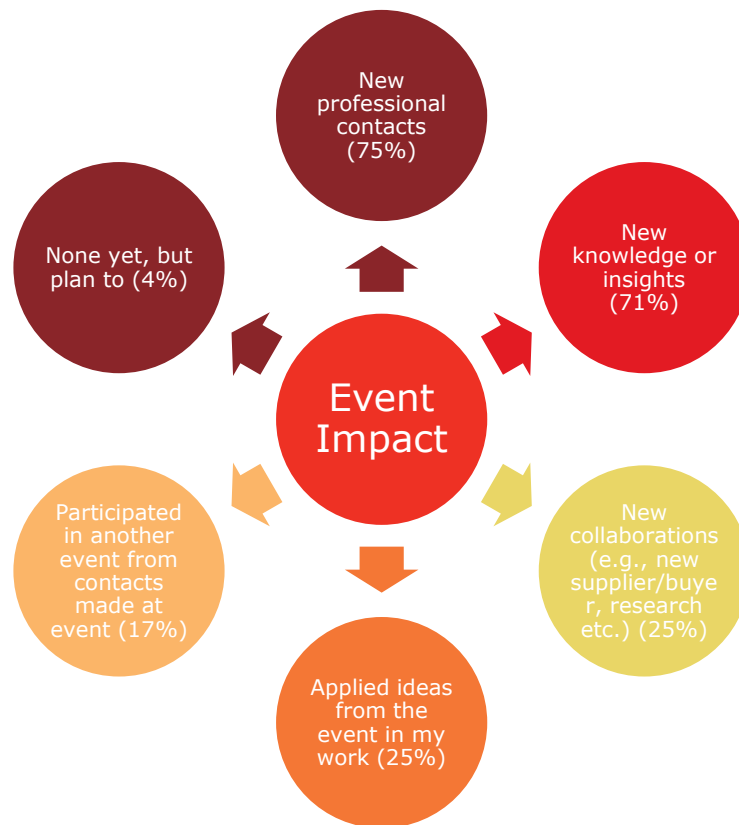 New
professional
contacts
(75%)
None yet, but
plan to (4%)
New
knowledge or
insights
(71%)
Event
Impact
Participated
in another
event from
contacts
made at
event (17%)
New
collaborations
(e.g., new
supplier/buye
r, research
etc.) (25%)
Applied ideas
from the
event in my
work (25%)